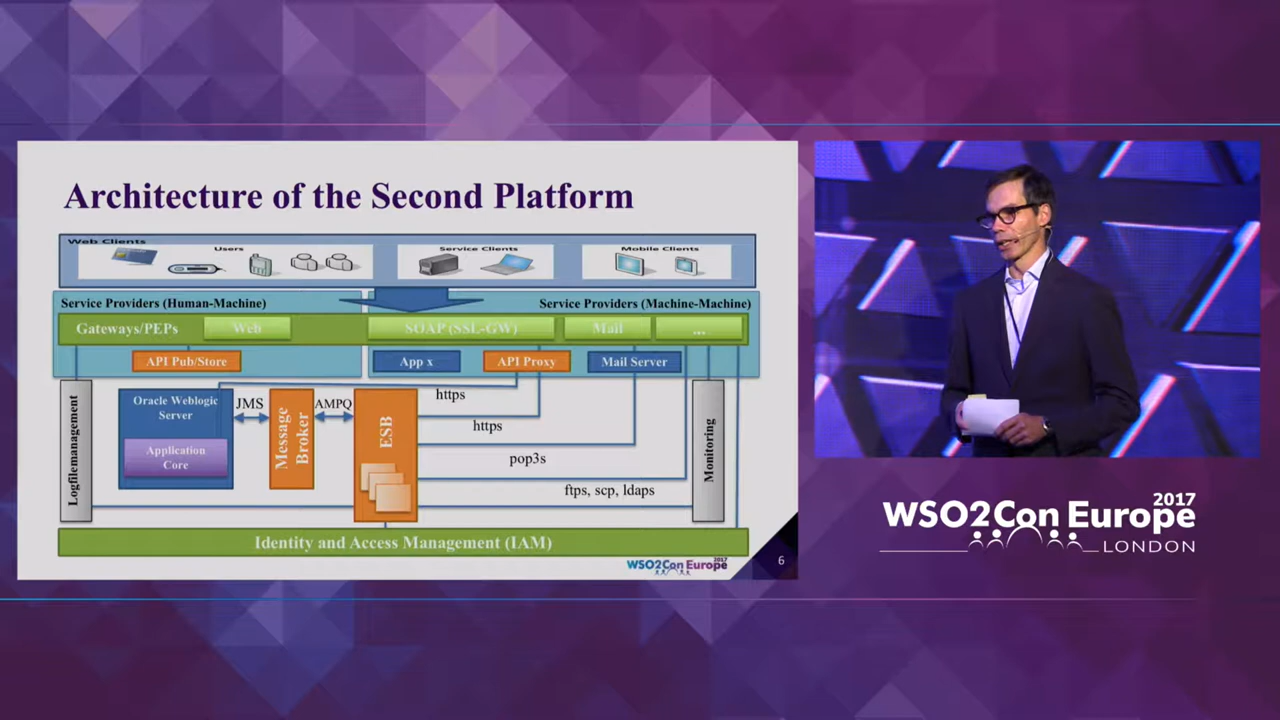 Architecture of the Second Platform
Web Clients
Users
Service Clients
Mobile Clients
Service Providers (Human-Machine)
Service Providers (Machine-Machine)
Gateways/PEPs
Web
SOAP (SSL-GW)
Mail
...
API Pub/Store
App x
API Proxy
Mail Server
Logfilemanagement
Oracle Weblogic
Server
Application
Core
JMS
Message
Broker
AMPQ
ESB
https
https
pop3s
ftps, scp, ldaps
Monitoring
Identity and Access Management (IAM)
WSO2Con Europe 2017
6
WSO2Con Europe 2017
LONDON